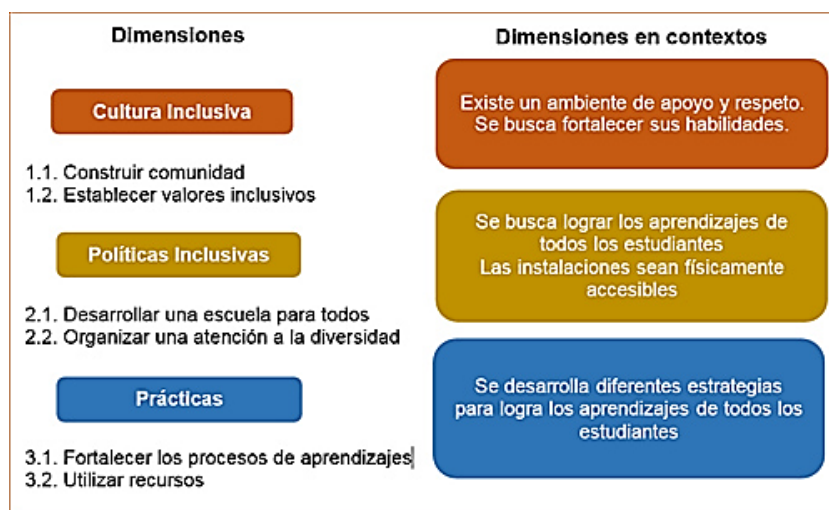 Dimensiones
Cultura Inclusiva
1.1. Construir comunidad
1.2. Establecer valores inclusivos
Políticas Inclusivas
2.1. Desarrollar una escuela para todos
2.2. Organizar una atención a la diversidad
Prácticas
3.1. Fortalecer los procesos de aprendizajes
3.2. Utilizar recursos
Dimensiones en contextos
Existe un ambiente de apoyo y respeto.
Se busca fortalecer sus habilidades.
Se busca lograr los aprendizajes de
todos los estudiantes
Las instalaciones sean físicamente
accesibles
Se desarrolla diferentes estrategias
para logra los aprendizajes de todos los
estudiantes